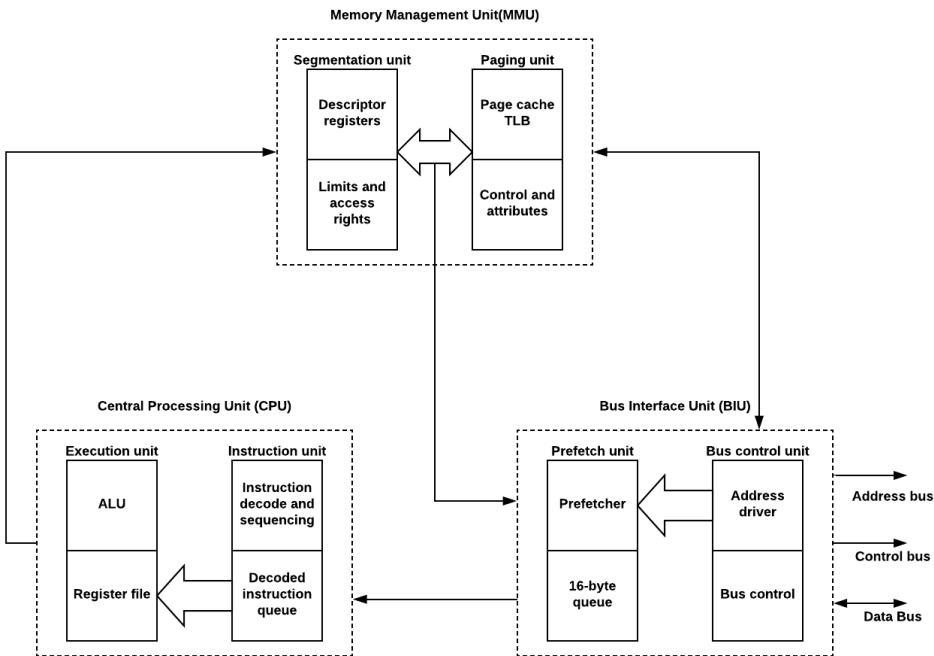 Memory Management Unit(MMU)
Segmentation unit
Paging unit
Descriptor
registers
Page cache
TLB
Limits and
access
rights
Control and
attributes
Central Processing Unit (CPU)
Bus Interface Unit (BIU)
Execution unit
Instruction unit
Prefetch unit
Bus control unit
ALU
Instruction
decode and
sequencing
Prefetcher
Address
driver
Address bus
Control bus
Register file
Decoded
instruction
queue
16-byte
queue
Bus control
Data Bus